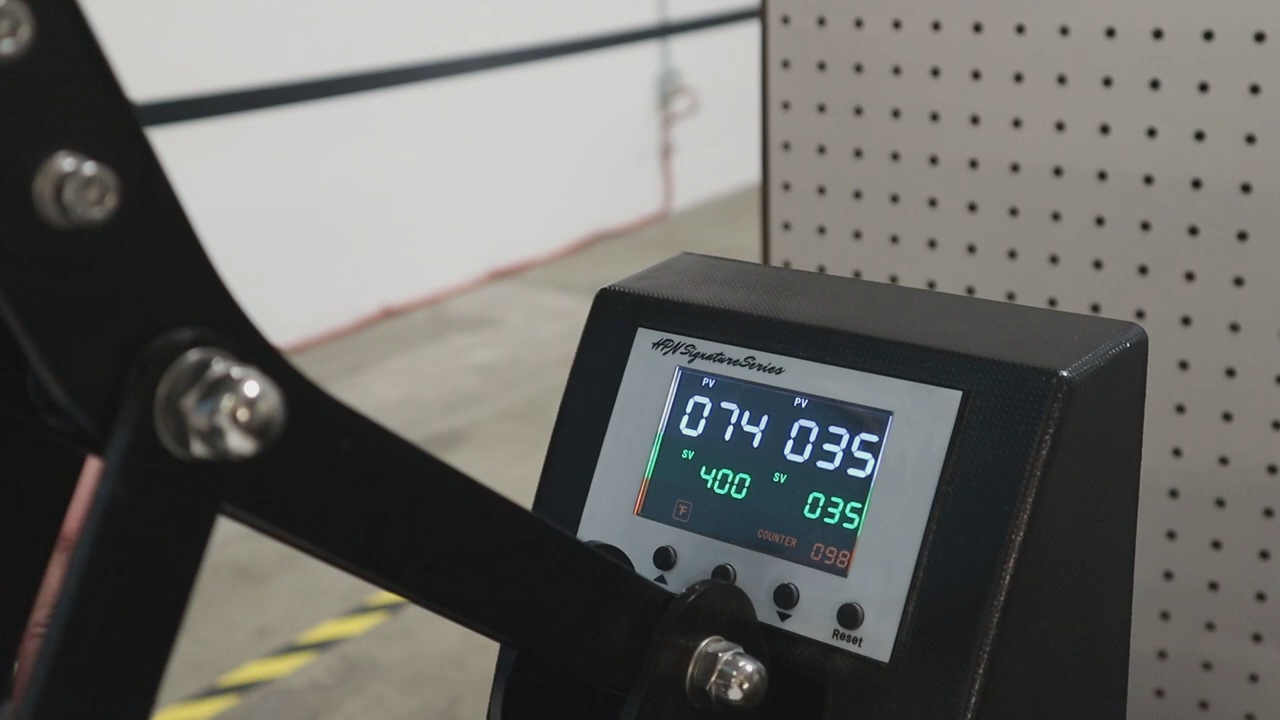 HPN SignatureSeries
PV PV
074 035
SV SV
400 035
°F
COUNTER 098
Reset